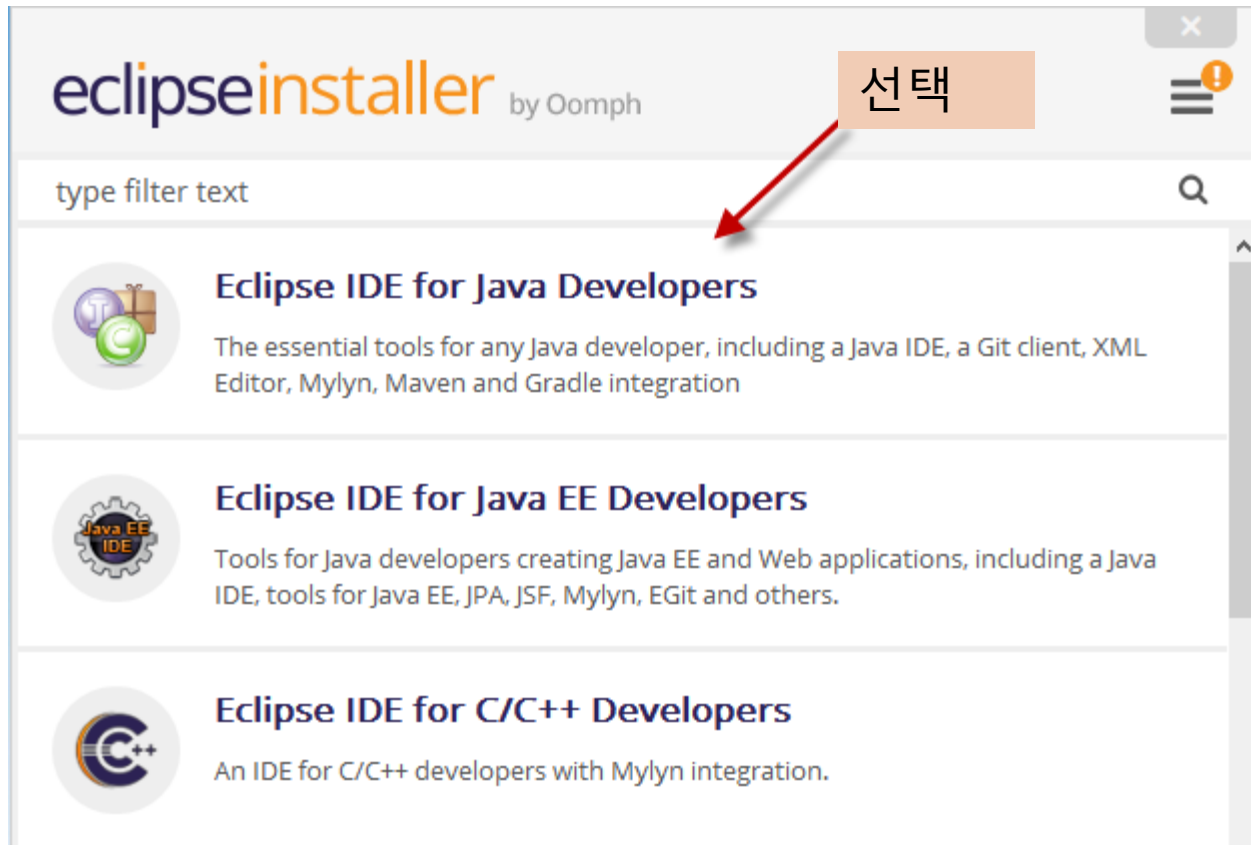 eclipseinstaller by Oomph
선택
type filter text
Eclipse IDE for Java Developers
The essential tools for any Java developer, including a Java IDE, a Git client, XML
Editor, Mylyn, Maven and Gradle integration
Eclipse IDE for Java EE Developers
Java EE
IDE
Tools for Java developers creating Java EE and Web applications, including a Java
IDE, tools for Java EE, JPA, JSF, Mylyn, EGit and others.
Eclipse IDE for C/C++ Developers
C++
An IDE for C/C++ developers with Mylyn integration.